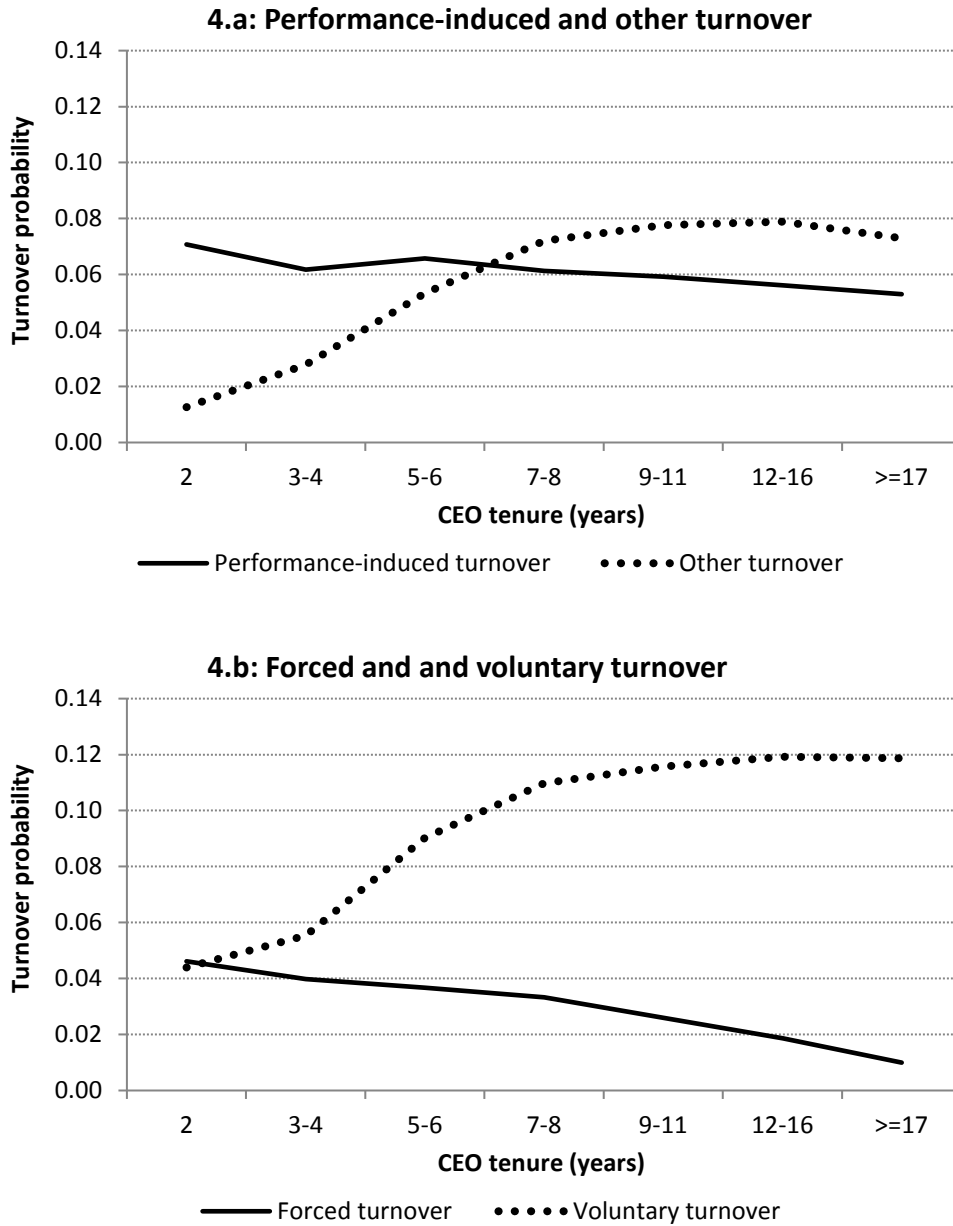 4.a: Performance-induced and other turnover
0.14
0.12
0.10
0.08
0.06
0.04
0.02
0.00
Turnover probability
2 3-4 5-6 7-8 9-11 12-16 >=17
CEO tenure (years)
Performance-induced turnover Other turnover
4.b: Forced and and voluntary turnover
0.14
0.12
0.10
0.08
0.06
0.04
0.02
0.00
Turnover probability
2 3-4 5-6 7-8 9-11 12-16 >=17
CEO tenure (years)
Forced turnover Voluntary turnover